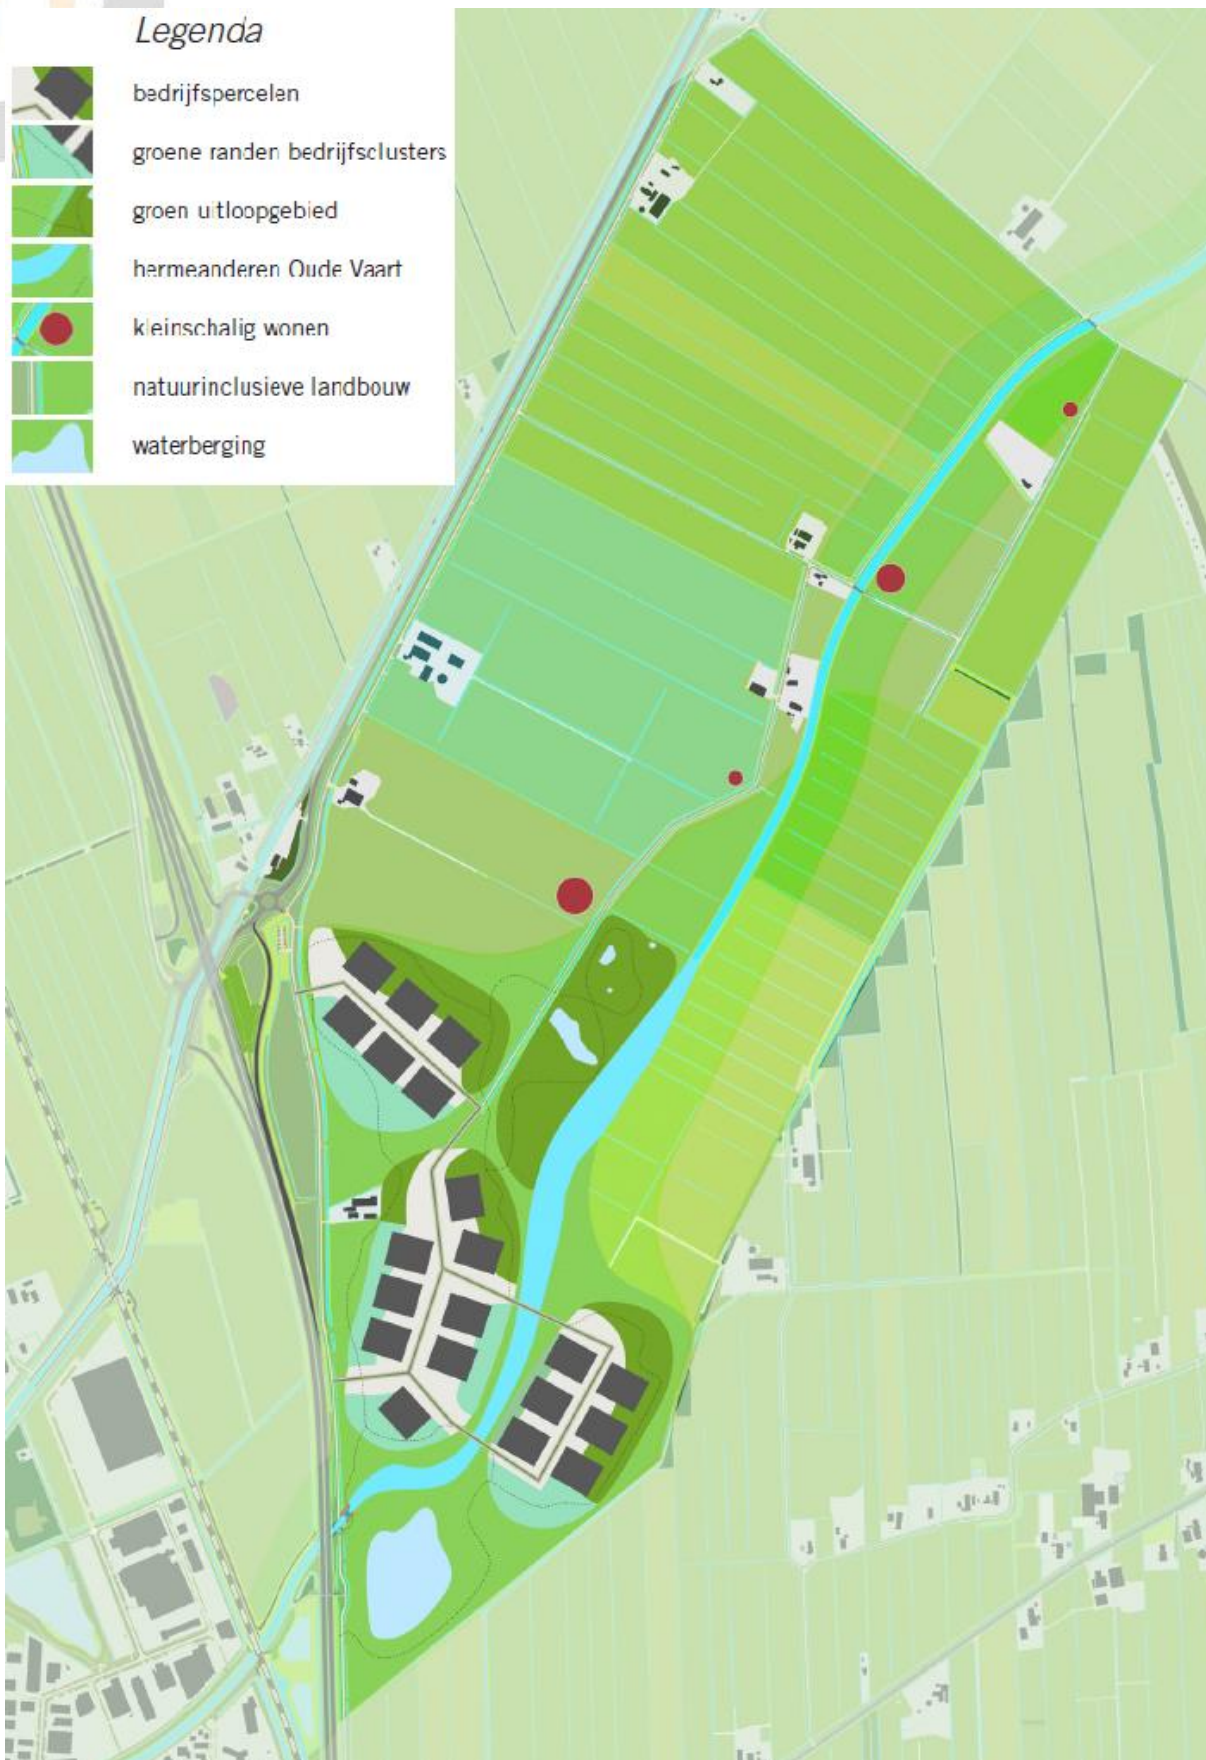 Legenda
bedrijfspercelen
groene randen bedrijfsclusters
groen uitloopgebied
hermeanderen Oude Vaart
kleinschalig wonen
natuurinclusieve landbouw
waterberging